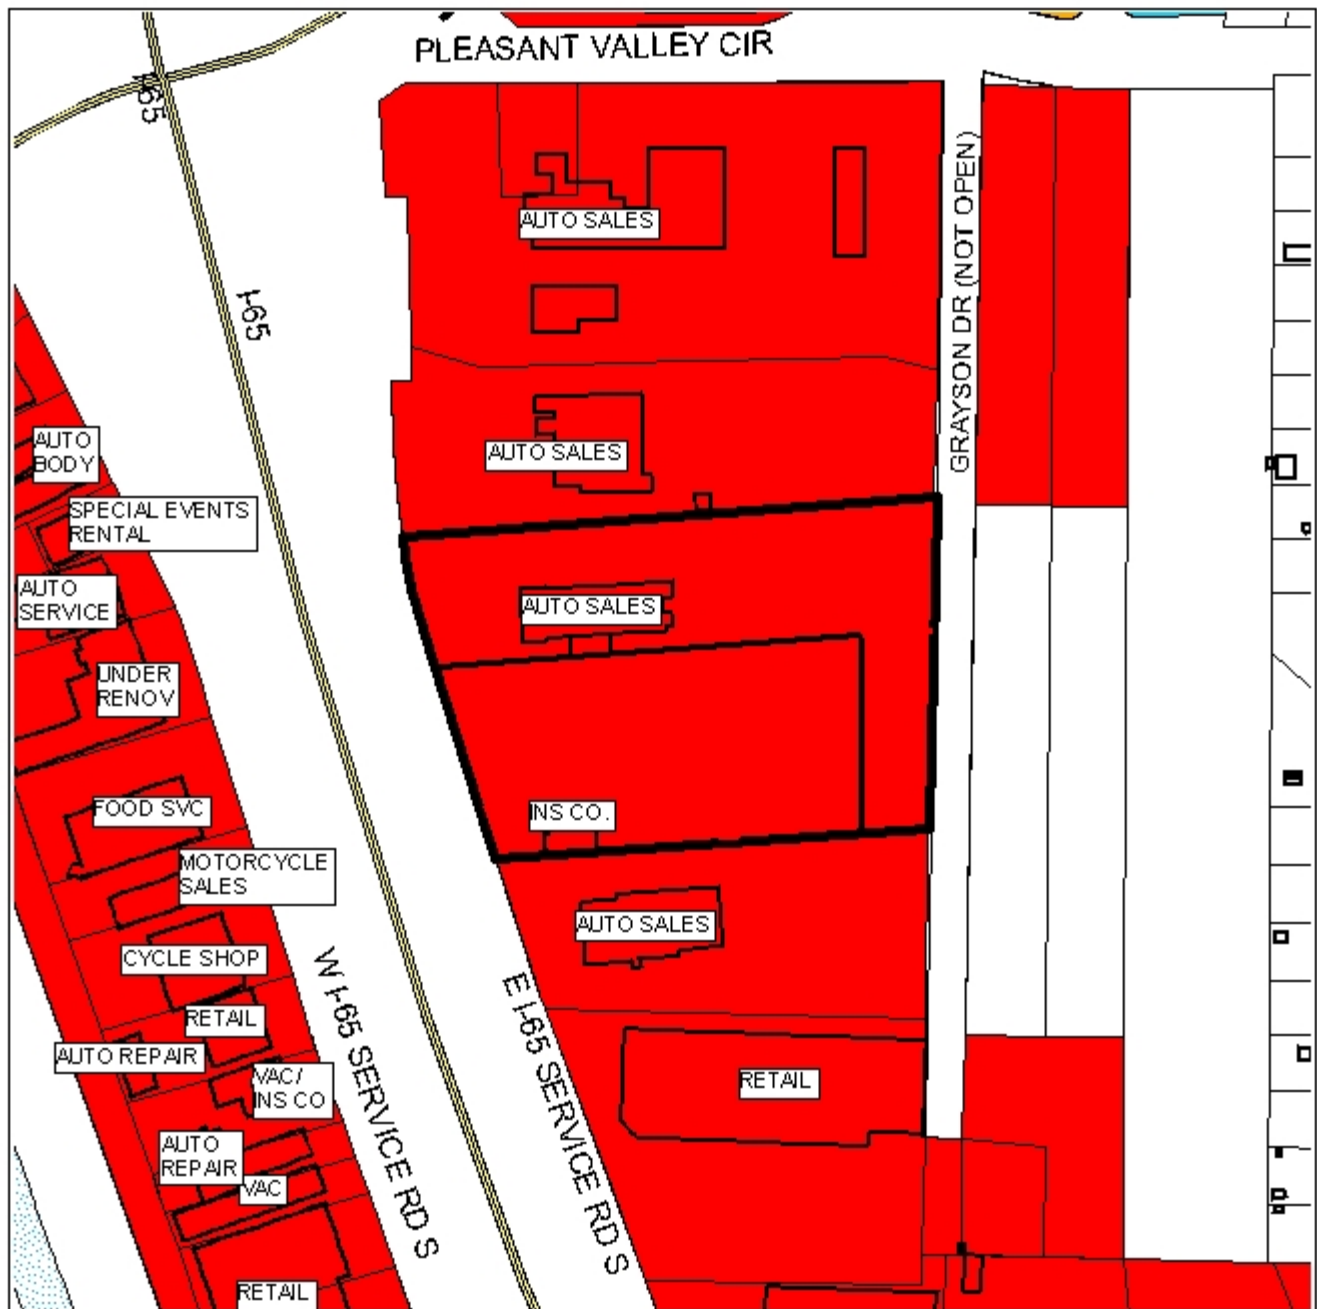 PLEASANT VALLEY CIR
I-65
I-65
GRAYSON DR (NOT OPEN)
AUTO SALES
AUTO SALES
AUTO
BODY
SPECIAL EVENTS
RENTAL
AUTO
SERVICE
AUTO SALES
UNDER
RENOV
FOOD SVC
INS CO.
MOTORCYCLE
SALES
AUTO SALES
CYCLE SHOP
RETAIL
AUTO REPAIR
VAC/
INS CO
RETAIL
AUTO
REPAIR
VAC
W I-65 SERVICE RD S
E I-65 SERVICE RD S
RETAIL